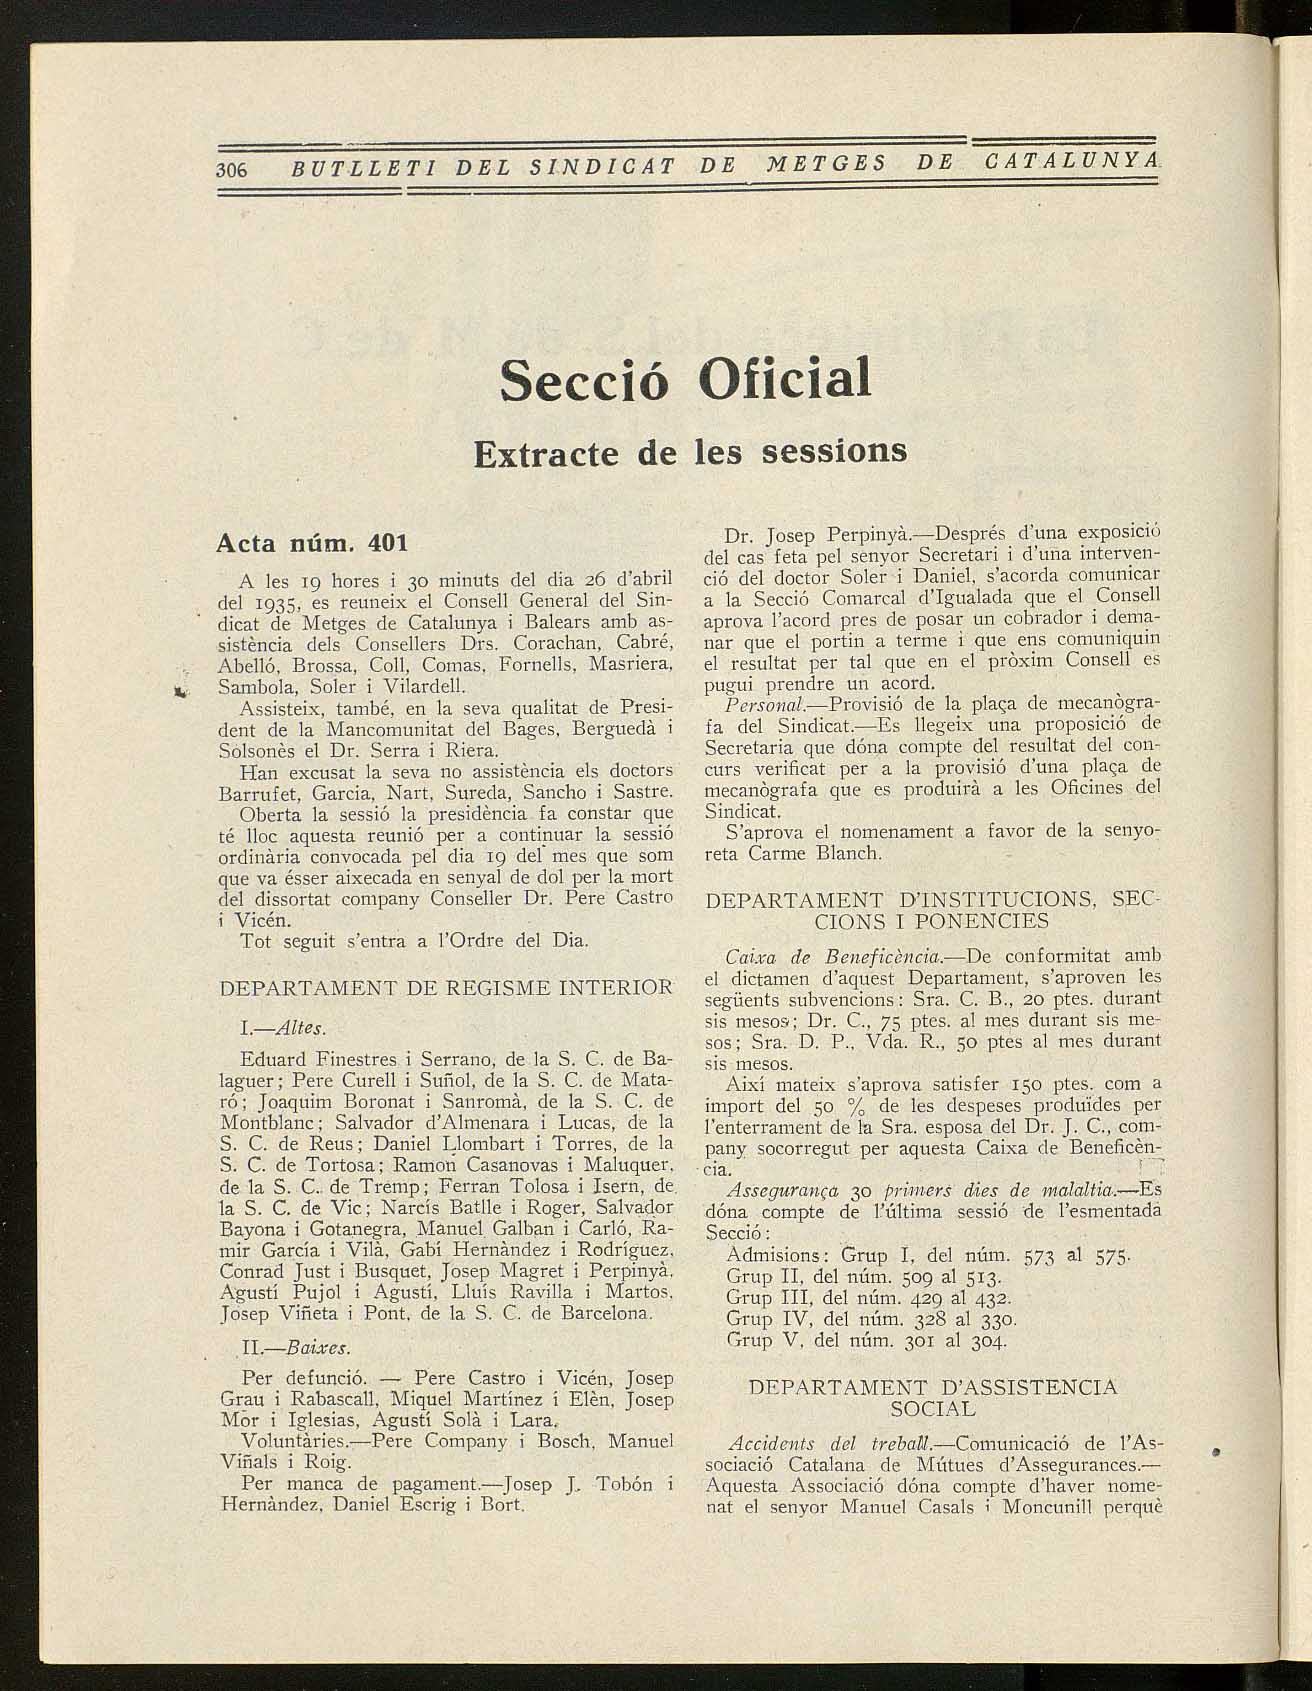 306 BUTLLETI DEL SINDICAT DE METGES DE CATALUNYA
Secció Oficial
Extracte de les sessions
Acta núm. 401
A les 19 hores i 30 minuts del dia 26 d'abril
del 1935, es reuneix el Consell General del Sin-
dicat de Metges de Catalunya i Balears amb as-
sistència dels Consellers Drs. Corachan, Cabré,
Abelló, Brossa, Coll, Comas, Fornells, Masriera,
Sambola, Soler i Vilardell.
Assisteix, també, en la seva qualitat de Presi-
dent de la Mancomunitat del Bages, Berguedà i
Solsonès el Dr. Serra i Riera.
Han excusat la seva no assistència els doctors
Barrufet, Garcia, Nart, Sureda, Sancho i Sastre.
Oberta la sessió la presidència fa constar que
té lloc aquesta reunió per a continuar la sessió
ordinària convocada pel dia 19 del mes que som
que va ésser aixecada en senyal de dol per la mort
del dissortat company Conseller Dr. Pere Castro
i Vicén.
Tot seguit s'entra a l'Ordre del Dia.
DEPARTAMENT DE REGISME INTERIOR
I.—Altes.
Eduard Finestres i Serrano, de la S. C. de Ba-
laguer; Pere Curell i Suñol, de la S. C. de Mata-
ró; Joaquim Boronat i Sanromà, de la S. C. de
Montblanc; Salvador d'Almenara i Lucas, de la
S. C. de Reus; Daniel Llombart i Torres, de la
S. C. de Tortosa; Ramon Casanovas i Maluquer,
de la S. C. de Tremp; Ferran Tolosa i Isern, de
la S. C. de Vic; Narcís Batlle i Roger, Salvador
Bayona i Gotanegra, Manuel Galban i Carló, Ra-
mir García i Vilà, Gabí Hernàndez i Rodríguez,
Conrad Just i Busquet, Josep Magret i Perpinyà,
Agustí Pujol i Agustí, Lluís Ravilla i Martos,
Josep Viñeta i Pont, de la S. C. de Barcelona.
II.—Baixes.
Per defunció. — Pere Castro i Vicén, Josep
Grau i Rabascall, Miquel Martínez i Elèn, Josep
Mòr i Iglesias, Agustí Solà i Lara.
Voluntàries.—Pere Company i Bosch, Manuel
Viñals i Roig.
Per manca de pagament.—Josep J. Tobón i
Hernàndez, Daniel Escrig i Bort.
Dr. Josep Perpinyà.—Després d'una exposició
del cas feta pel senyor Secretari i d'una interven-
ció del doctor Soler i Daniel, s'acorda comunicar
a la Secció Comarcal d'Igualada que el Consell
aprova l'acord pres de posar un cobrador i dema-
nar que el portin a terme i que ens comuniquin
el resultat per tal que en el pròxim Consell es
pugui prendre un acord.
Personal.—Provisió de la plaça de mecanògra-
fa del Sindicat.—Es llegeix una proposició de
Secretaria que dóna compte del resultat del con-
curs verificat per a la provisió d'una plaça de
mecanògrafa que es produirà a les Oficines del
Sindicat.
S'aprova el nomenament a favor de la senyo-
reta Carme Blanch.
DEPARTAMENT D'INSTITUCIONS, SEC-
CIONS I PONENCIES
Caixa de Beneficència.—De conformitat amb
el dictamen d'aquest Departament, s'aproven les
següents subvencions: Sra. C. B., 20 ptes. durant
sis mesos; Dr. C., 75 ptes. al mes durant sis me-
sos; Sra. D. P., Vda. R., 50 ptes al mes durant
sis mesos.
Així mateix s'aprova satisfer 150 ptes. com a
import del 50 % de les despeses produïdes per
l'enterrament de la Sra. esposa del Dr. J. C., com-
pany socorregut per aquesta Caixa de Beneficèn-
cia.
Assegurança 30 primers dies de malaltia.—Es
dóna compte de l'última sessió de l'esmentada
Secció:
Admisions: Grup I, del núm. 573 al 575.
Grup II, del núm. 509 al 513.
Grup III, del núm. 429 al 432.
Grup IV, del núm. 328 al 330.
Grup V, del núm. 301 al 304.
DEPARTAMENT D'ASSISTENCIA
SOCIAL
Accidents del treball.—Comunicació de l'As-
sociació Catalana de Mútues d'Assegurances.—
Aquesta Associació dóna compte d'haver nome-
nat el senyor Manuel Casals i Moncunill perquè